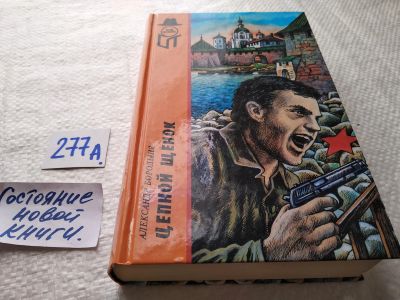 277А.
Состояние
новой
книги.
АЛЕКСАНДР БОРОДЫНЯ
ЦЕПНОЙ ЩЕНОК